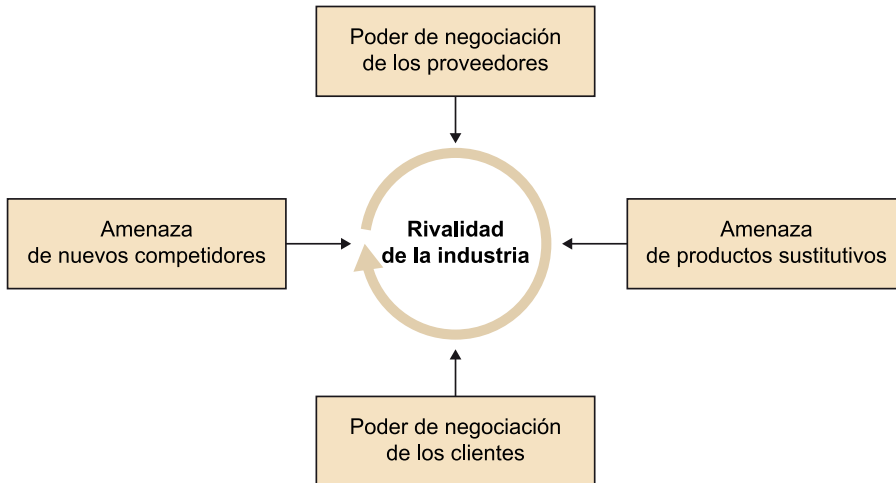 Poder de negociación
de los proveedores
Amenaza
de nuevos competidores
Rivalidad
de la industria
Amenaza
de productos sustitutivos
Poder de negociación
de los clientes